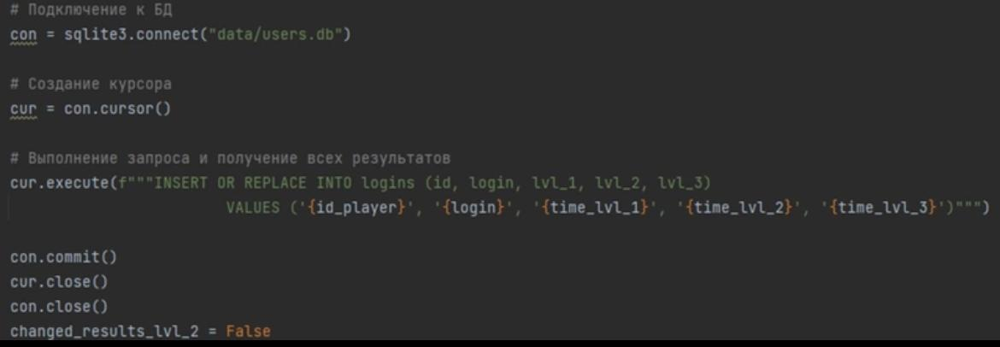 # Подключение к БД
con = sqlite3.connect("data/users.db")
# Создание курсора
cur = con.cursor()
# Выполнение запроса и получение всех результатов
cur.execute(f"""INSERT OR REPLACE INTO logins (id, login, lvl_1, lvl_2, lvl_3)
VALUES ('{id_player}', '{login}', '{time_lvl_1}', '{time_lvl_2}', '{time_lvl_3}')""")
con.commit()
cur.close()
con.close()
changed_results_lvl_2 = False